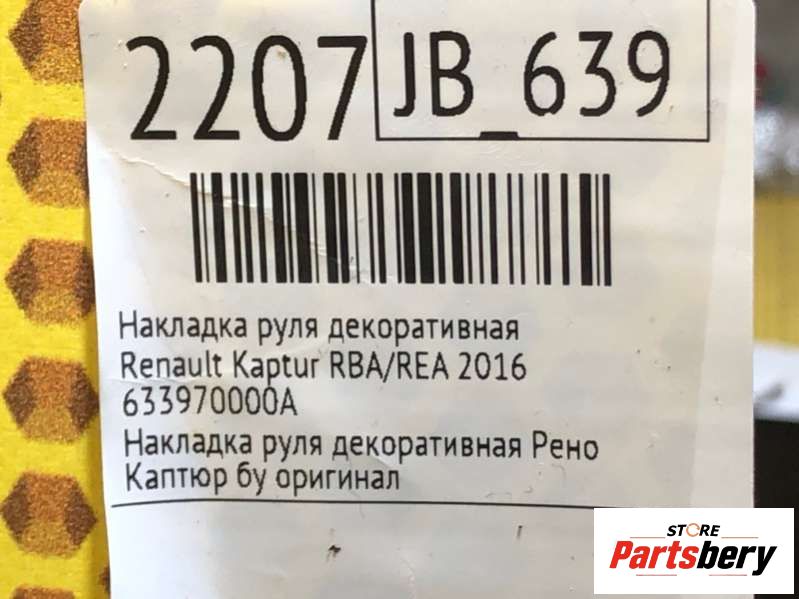 2207 JB_639
Накладка руля декоративная
Renault Kaptur RBA/REA 2016
633970000A
Накладка руля декоративная Рено
Каптюр бу оригинал
STORE
Partsbery